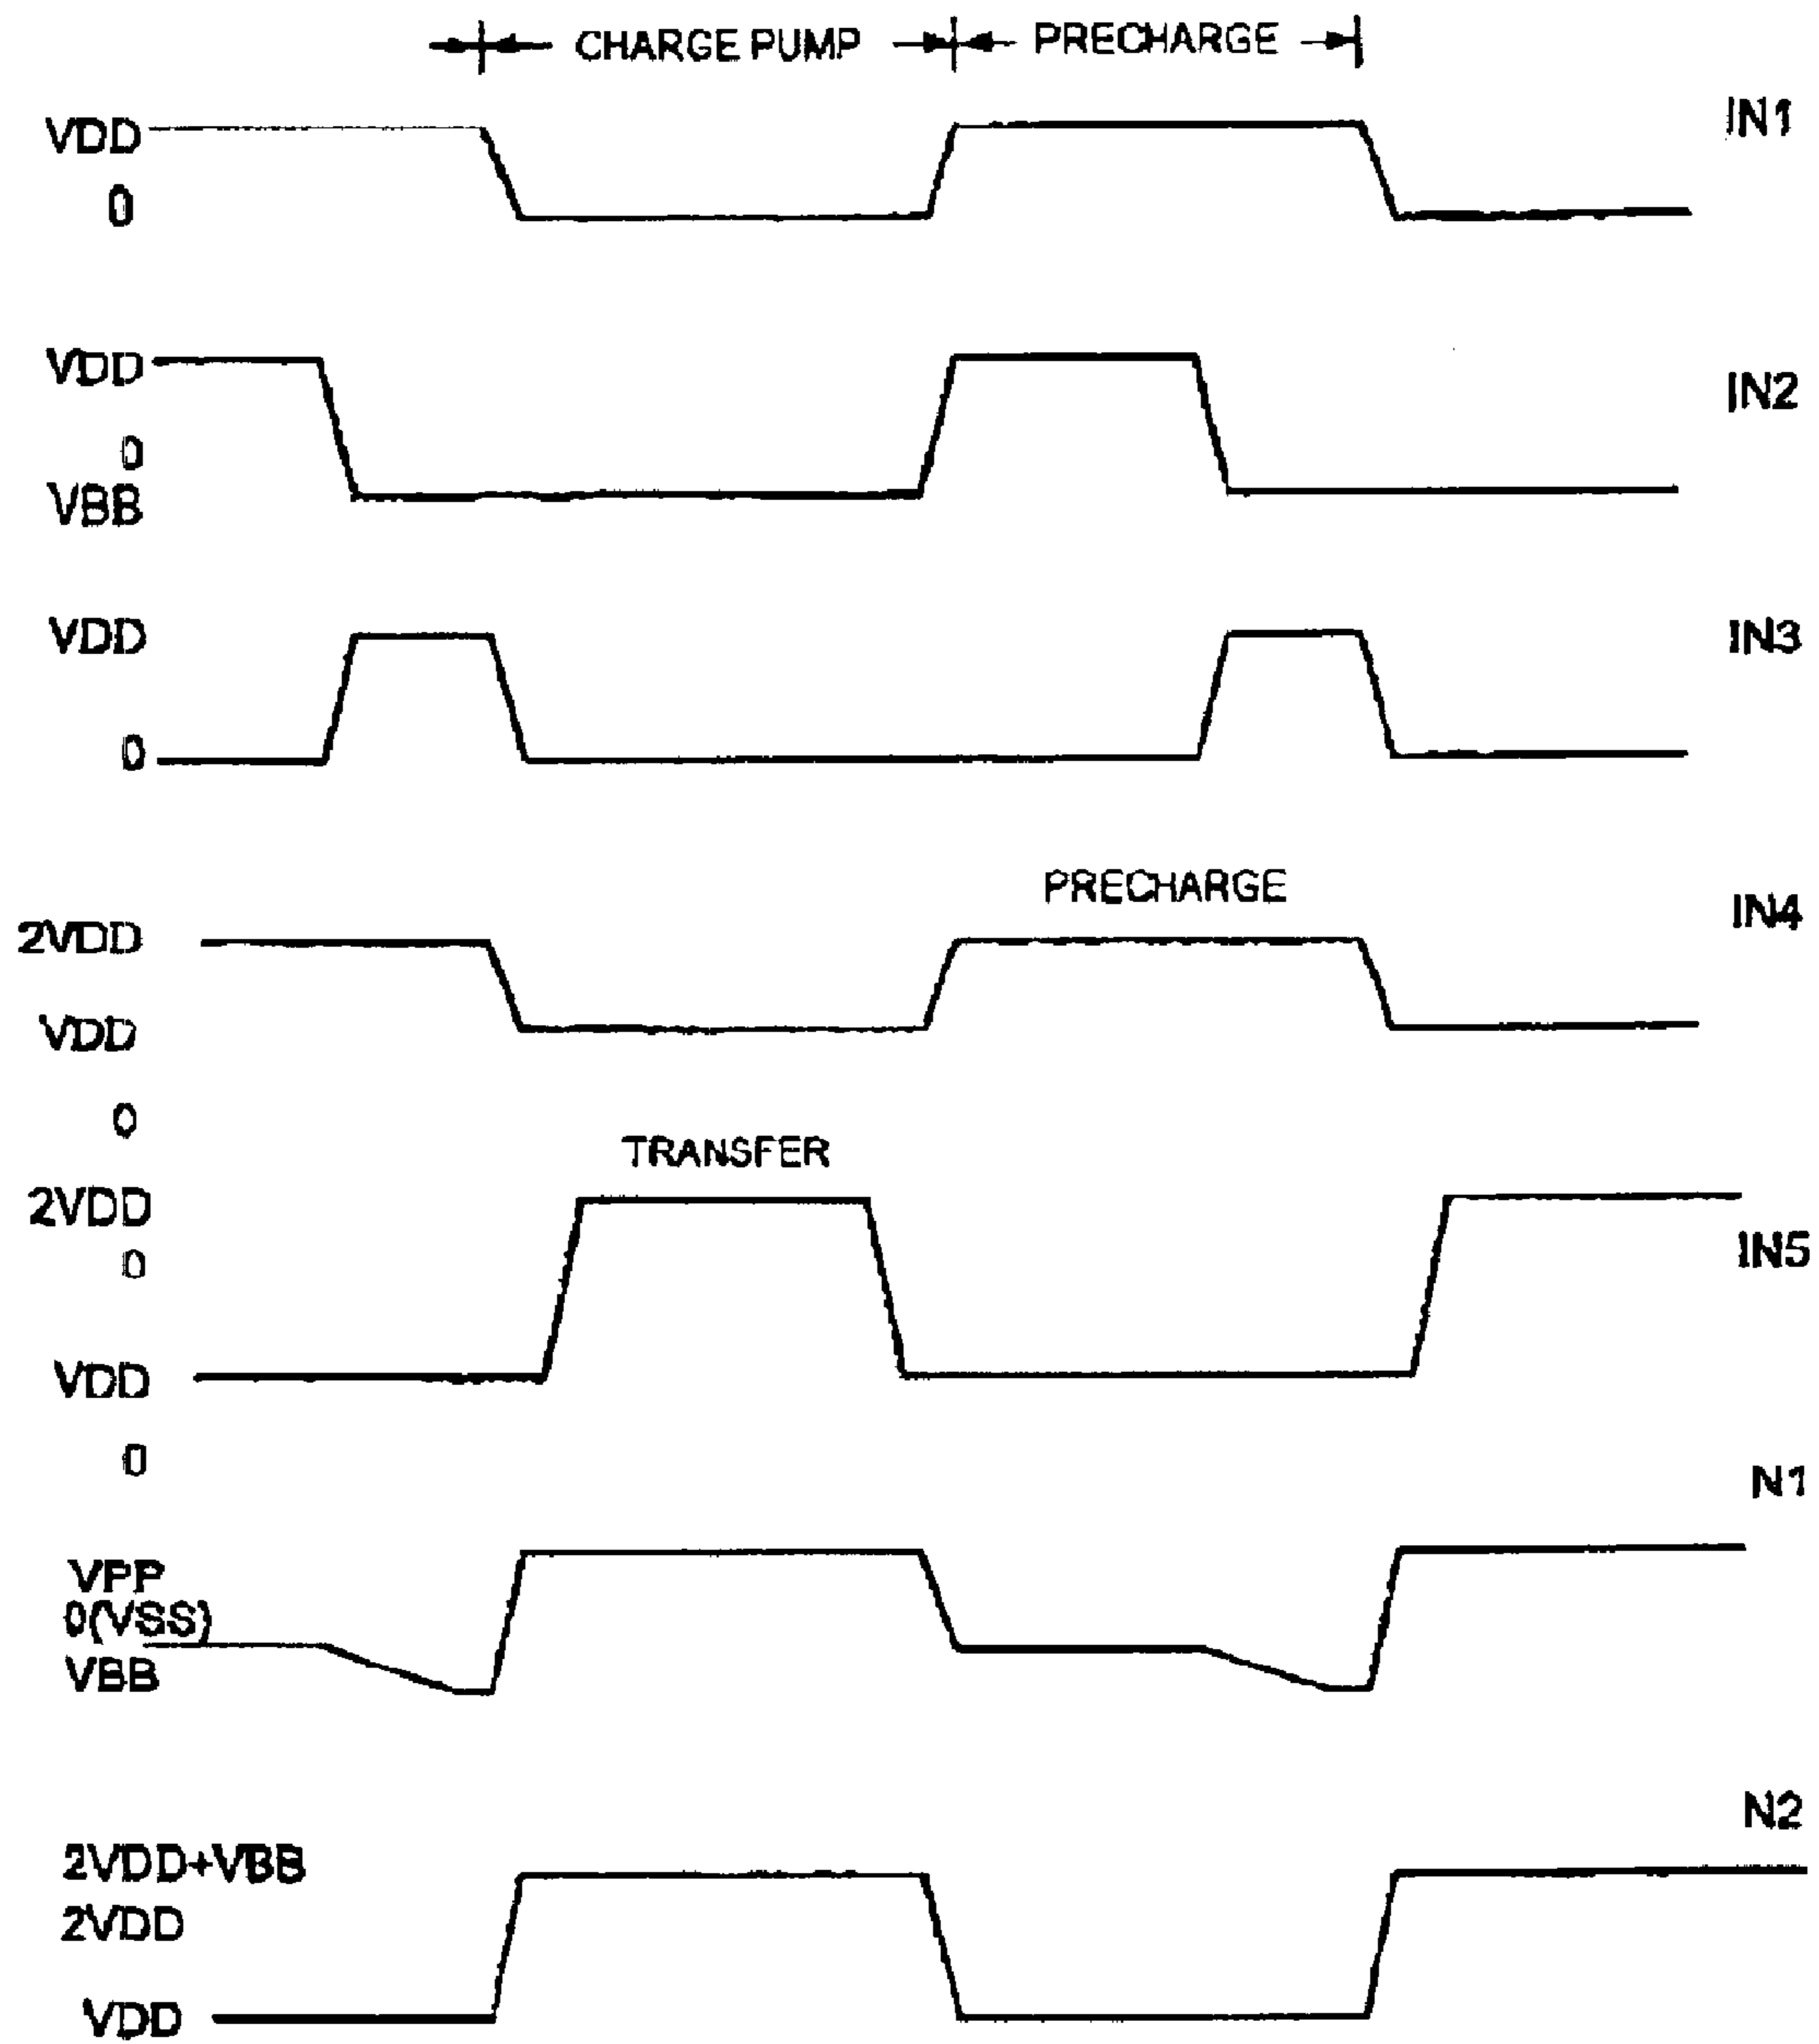 CHARGE PUMP PRECHARGE
VDD IN1
0
VDD IN2
0
VBB
VDD IN3
0
PRECHARGE
2VDD IN4
VDD
0
TRANSFER
2VDD
0 IN5
VDD
0
N1
VPP
0(VSS)
VBB
N2
2VDD+VBB
2VDD
VDD